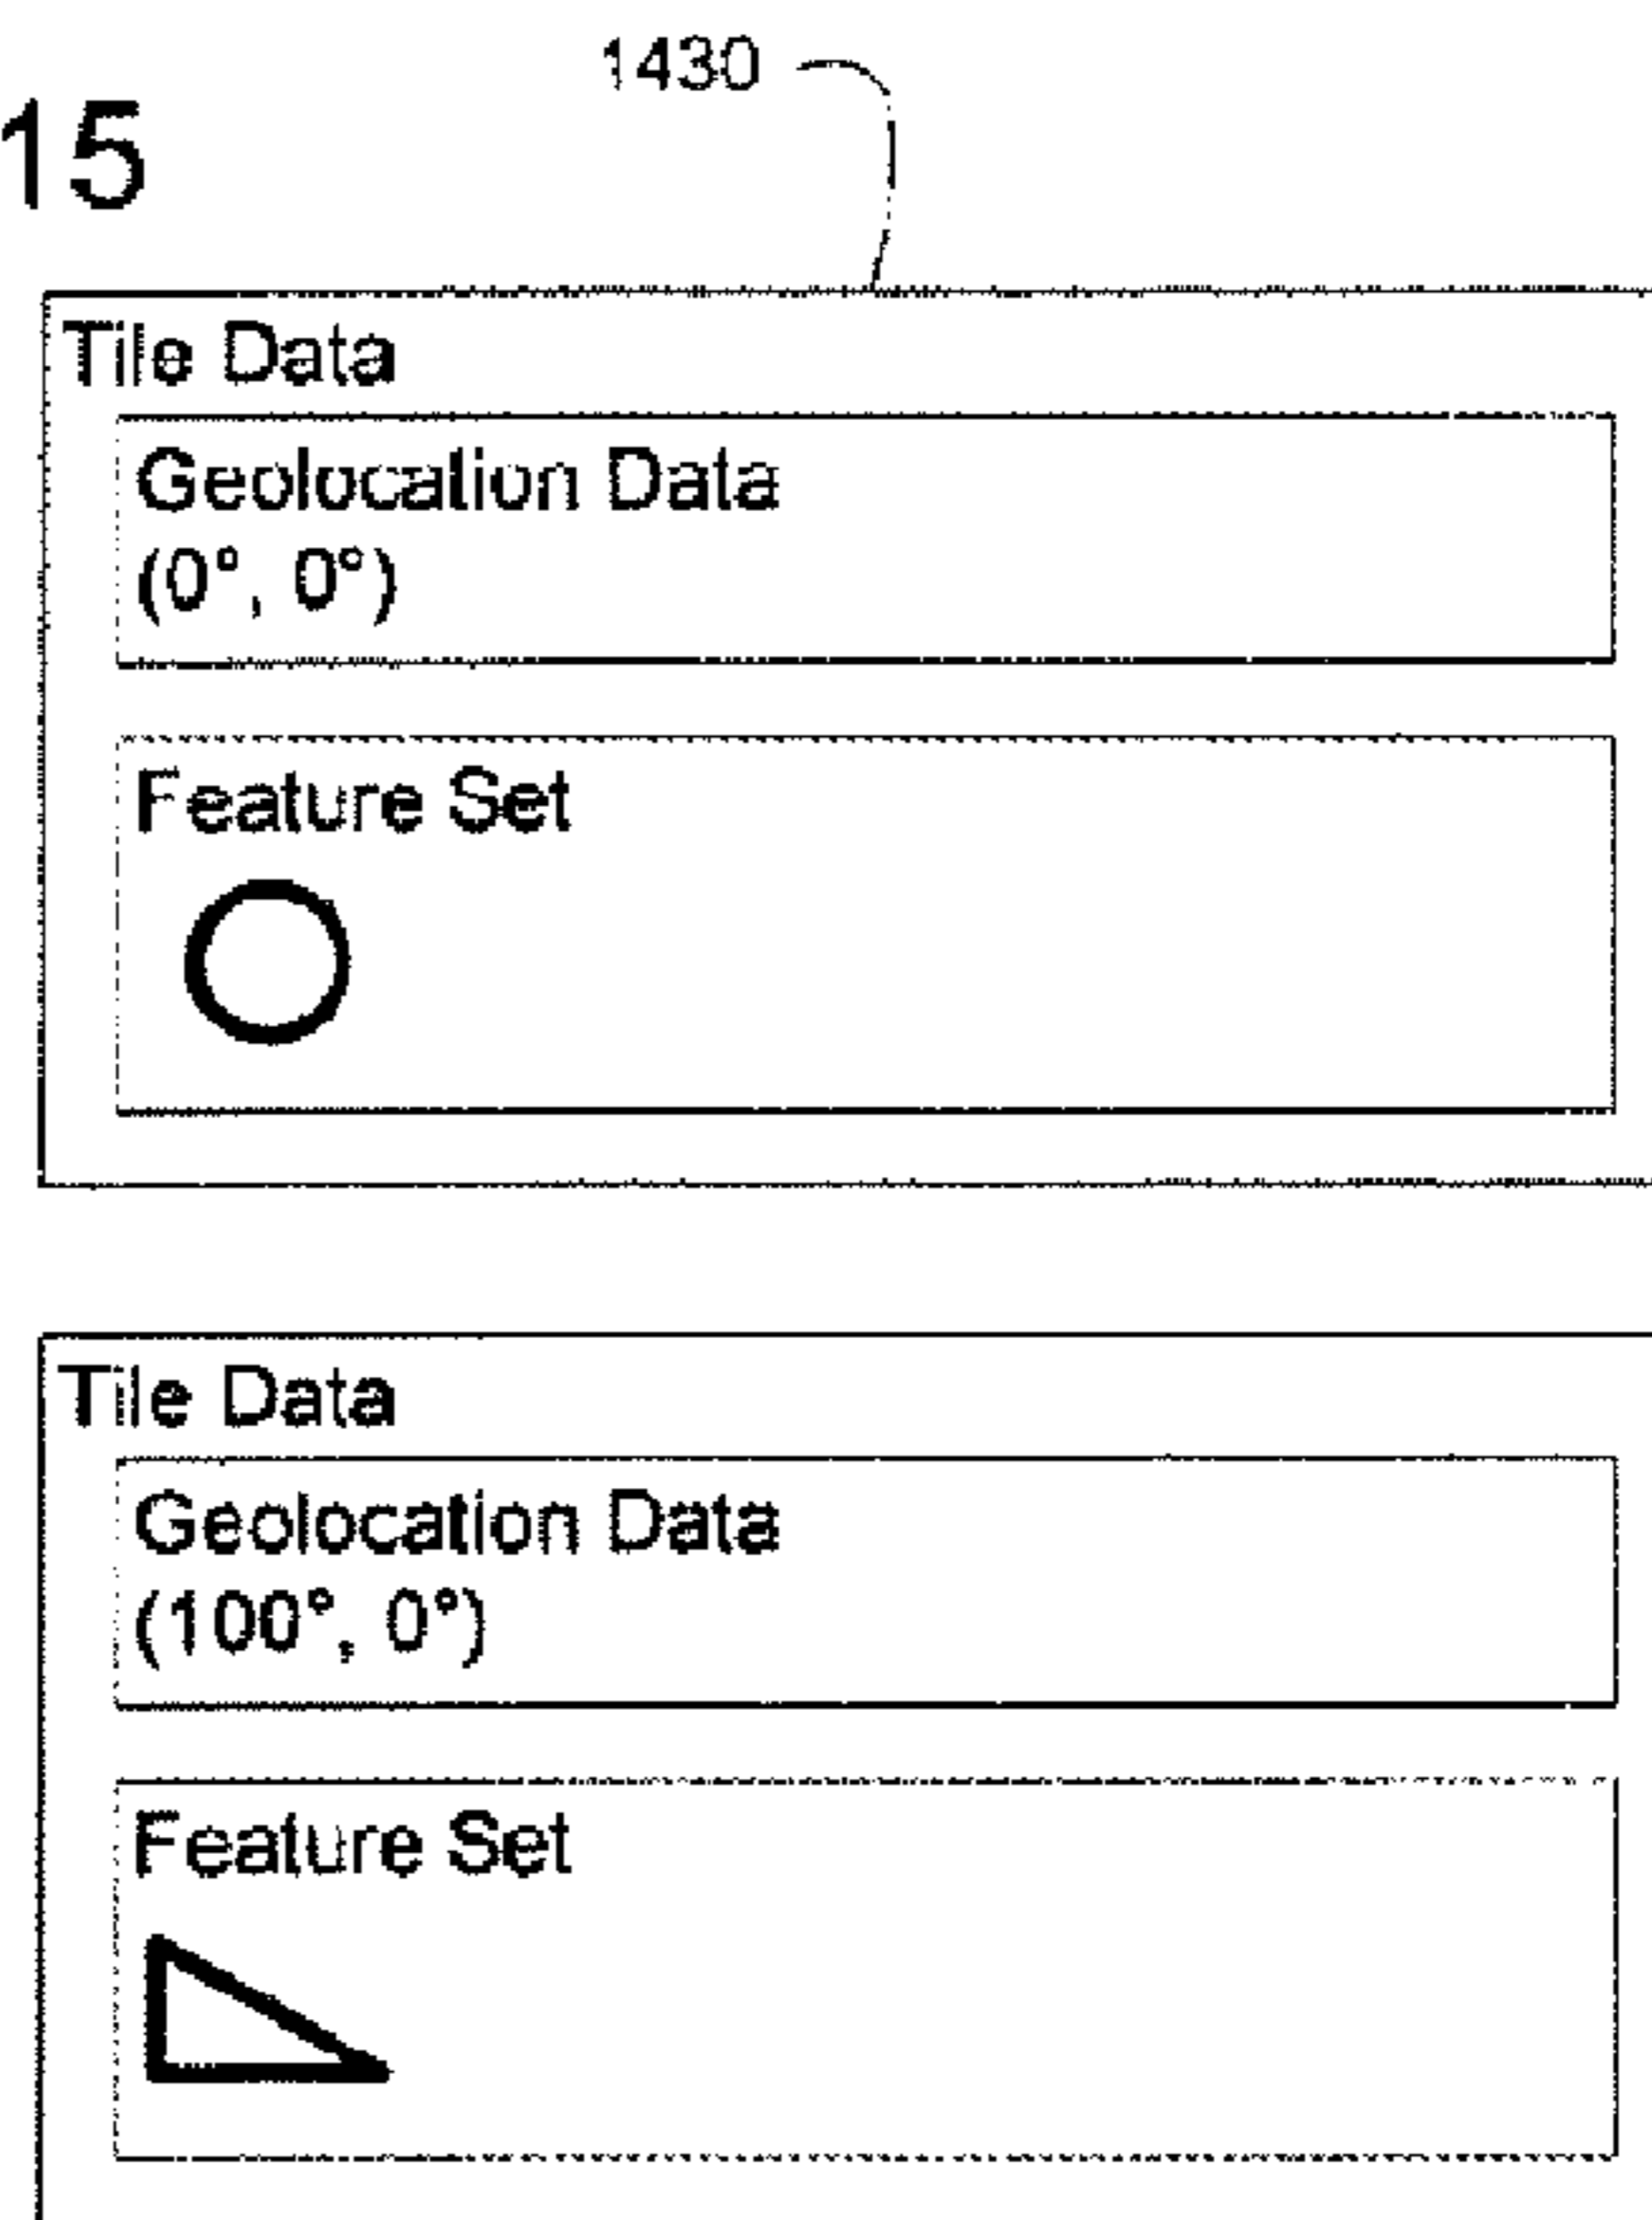 1430
15
Tile Data
Geolocation Data
(0°, 0°)
Feature Set
Tile Data
Geolocation Data
(100°, 0°)
Feature Set